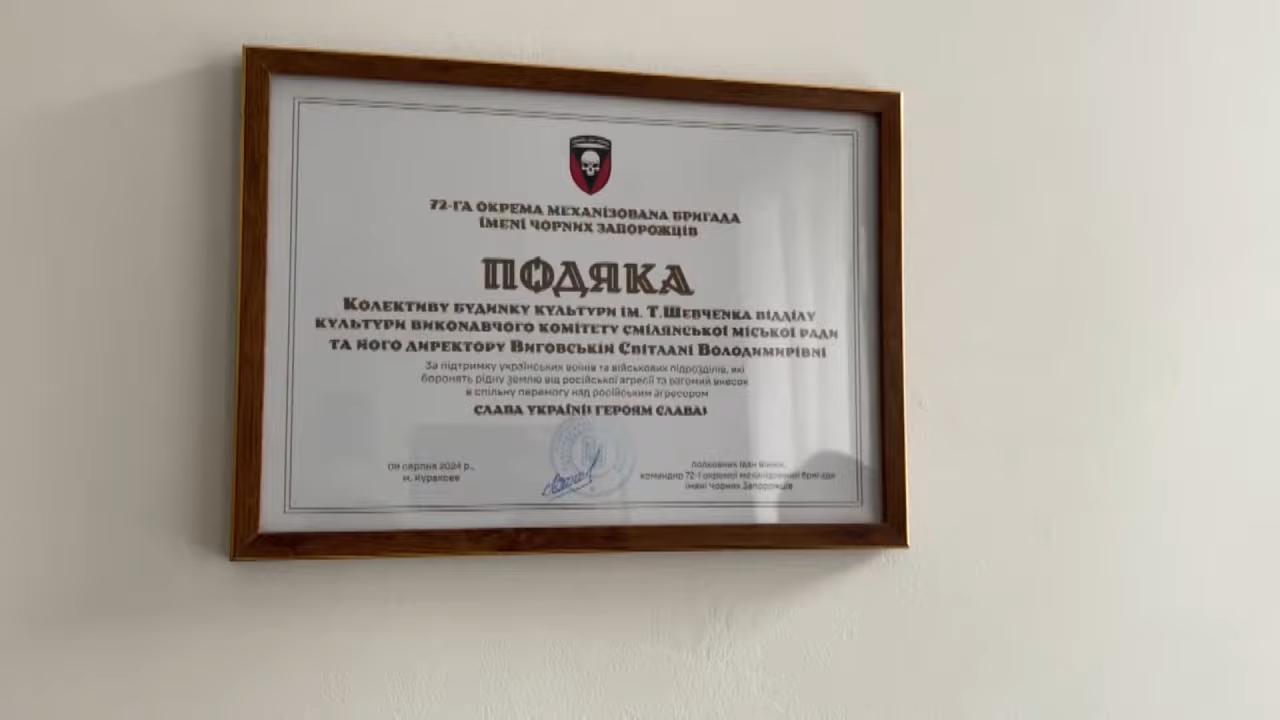 72-ГА ОКРЕМА МЕХАНІЗОВАНА БРИГАДА
ІМЕНІ ЧОРНИХ ЗАПОРОЖЦІВ
ПОДЯКА
КОЛЕКТИВУ БУДИНКУ КУЛЬТУРИ ІМ. Т.ШЕВЧЕНКА ВІДДІЛУ
КУЛЬТУРИ ВИКОНАВЧОГО КОМІТЕТУ СМІЛЯНСЬКОЇ МІСЬКОЇ РАДИ
ТА ЙОГО ДИРЕКТОРУ ВИГОВСЬКІЙ СВІТЛАНІ ВОЛОДИМИРІВНІ
За підтримку українських воїнів та військових підрозділів, які
боронять рідну землю від російської агресії та вагомий внесок
в спільну перемогу над російським агресором
СЛАВА УКРАЇНІ! ГЕРОЯМ СЛАВА!
09 серпня 2024 р.,
м. Курахове
полковник Іван
командир 72-ї окремої механізованої бригади
імені Чорних Запорожців